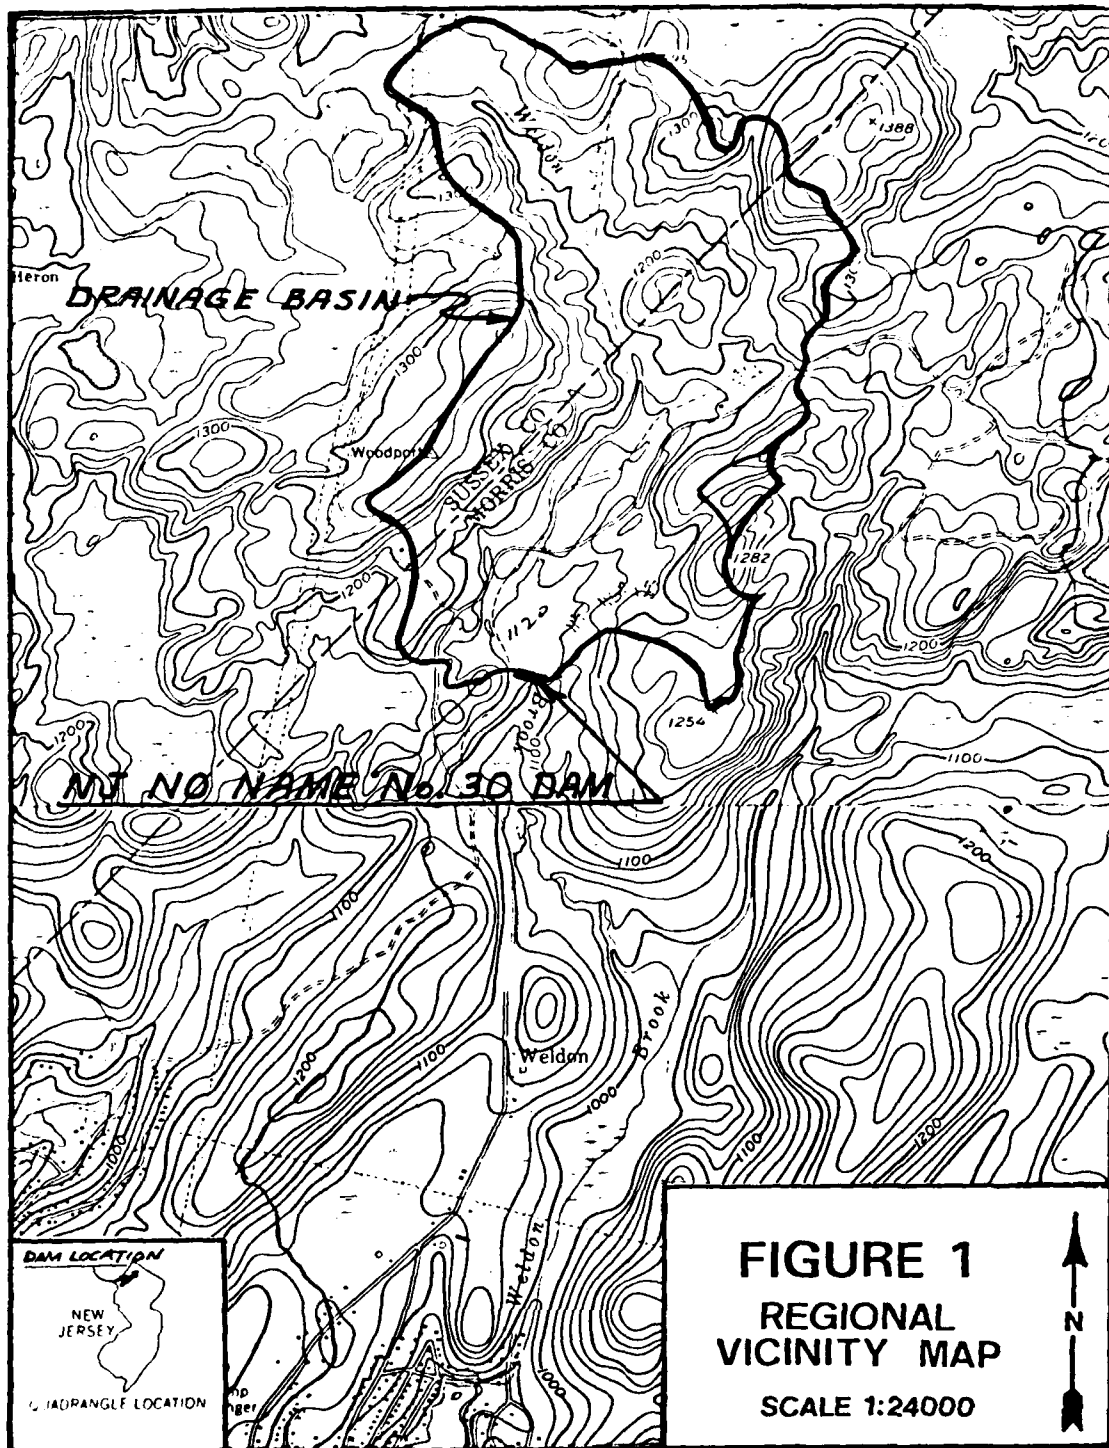 1300
1388
Weldon
1300
1200
Heron
DRAINAGE BASIN
1300
1300
Woodport
SUSSEX CO
MORRIS CO
1282
1200
1120
1200
1254
Brook
1100
1200
1100
NJ NO NAME No. 30 DAM
1100
1200
1100
Brook
Weldon
1200
1100
1000
1000
1100
1200
Weldon
1000
DAM LOCATION
NEW
JERSEY
QUADRANGLE LOCATION
FIGURE 1
REGIONAL
VICINITY MAP
SCALE 1:24000
N